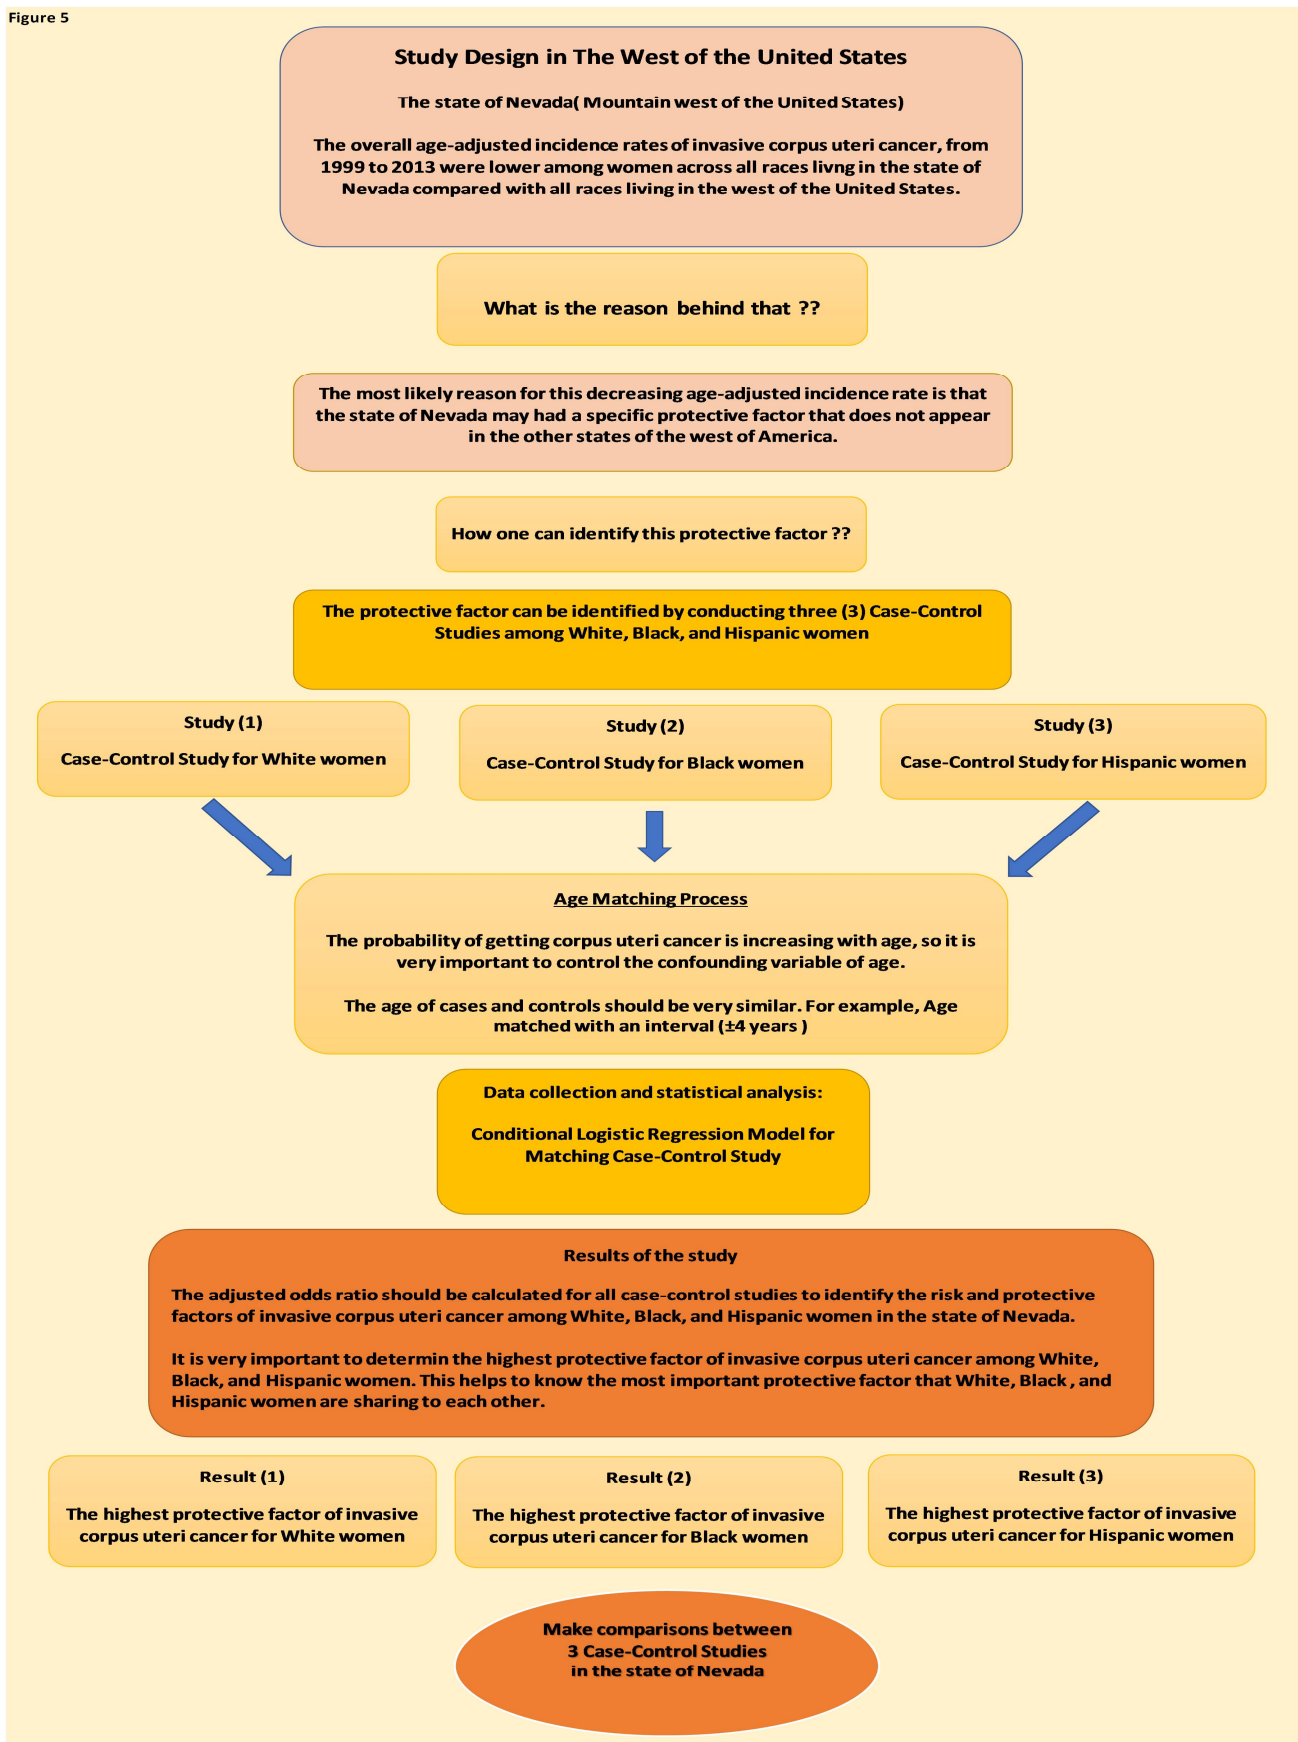 Figure 5
Study Design in The West of the United States
The state of Nevada( Mountain west of the United States)
The overall age-adjusted incidence rates of invasive corpus uteri cancer, from
1999 to 2013 were lower among women across all races livng in the state of
Nevada compared with all races living in the west of the United States.
What is the reason behind that ??
The most likely reason for this decreasing age-adjusted incidence rate is that
the state of Nevada may had a specific protective factor that does not appear
in the other states of the west of America.
How one can identify this protective factor ??
The protective factor can be identified by conducting three (3) Case-Control
Studies among White, Black, and Hispanic women
Study (1)
Case-Control Study for White women
Study (2)
Case-Control Study for Black women
Study (3)
Case-Control Study for Hispanic women
Age Matching Process
The probability of getting corpus uteri cancer is increasing with age, so it is
very important to control the confounding variable of age.
The age of cases and controls should be very similar. For example, Age
matched with an interval (±4 years )
Data collection and statistical analysis:
Conditional Logistic Regression Model for
Matching Case-Control Study
Results of the study
The adjusted odds ratio should be calculated for all case-control studies to identify the risk and protective
factors of invasive corpus uteri cancer among White, Black, and Hispanic women in the state of Nevada.
It is very important to determin the highest protective factor of invasive corpus uteri cancer among White,
Black, and Hispanic women. This helps to know the most important protective factor that White, Black , and
Hispanic women are sharing to each other.
Result (1)
The highest protective factor of invasive
corpus uteri cancer for White women
Result (2)
The highest protective factor of invasive
corpus uteri cancer for Black women
Result (3)
The highest protective factor of invasive
corpus uteri cancer for Hispanic women
Make comparisons between
3 Case-Control Studies
in the state of Nevada